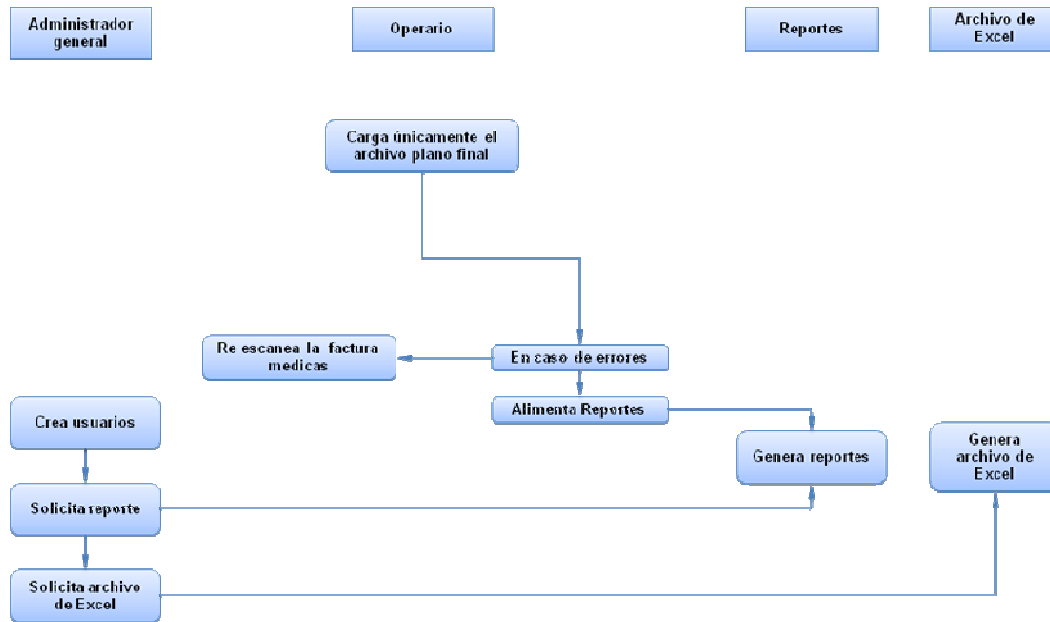 Administrador
general
Operario
Reportes
Archivo de
Excel
Carga únicamente el
archivo plano final
Re escanea la factura
medicas
En caso de errores
Alimenta Reportes
Crea usuarios
Genera reportes
Genera
archivo de
Excel
Solicita reporte
Solicita archivo
de Excel